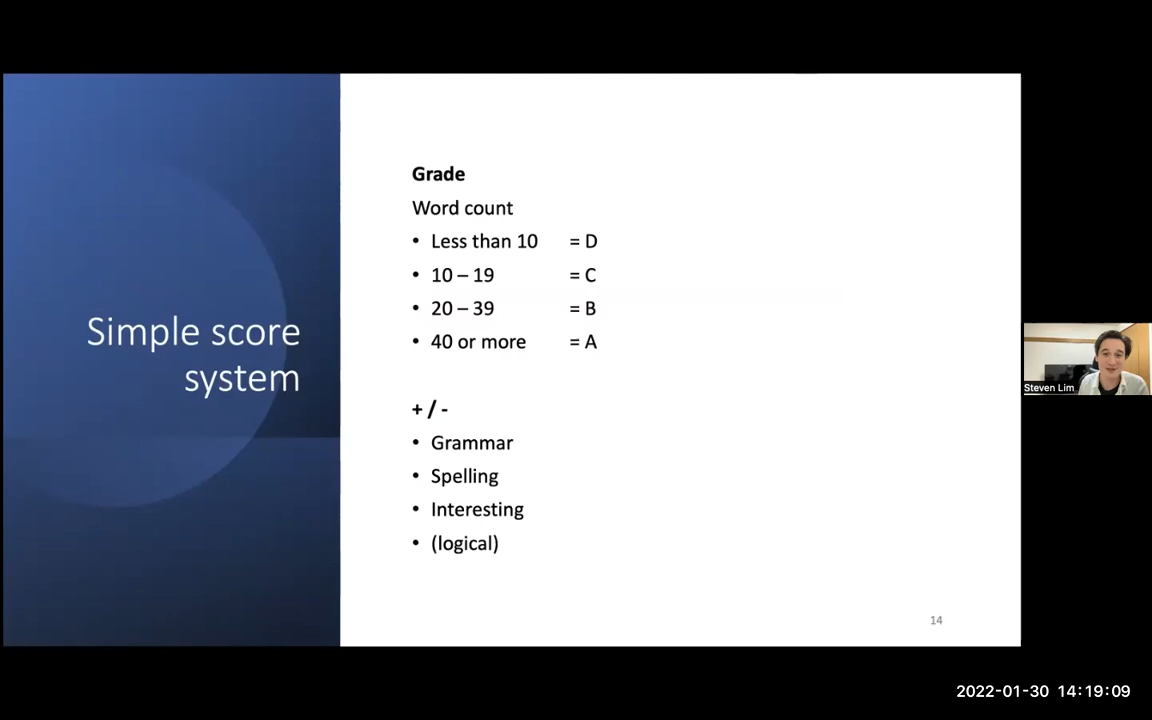 Simple score
system
Grade
Word count
• Less than 10 = D
• 10 – 19 = C
• 20 – 39 = B
• 40 or more = A
+ / -
• Grammar
• Spelling
• Interesting
• (logical)
14
Steven Lim
2022-01-30 14:19:09